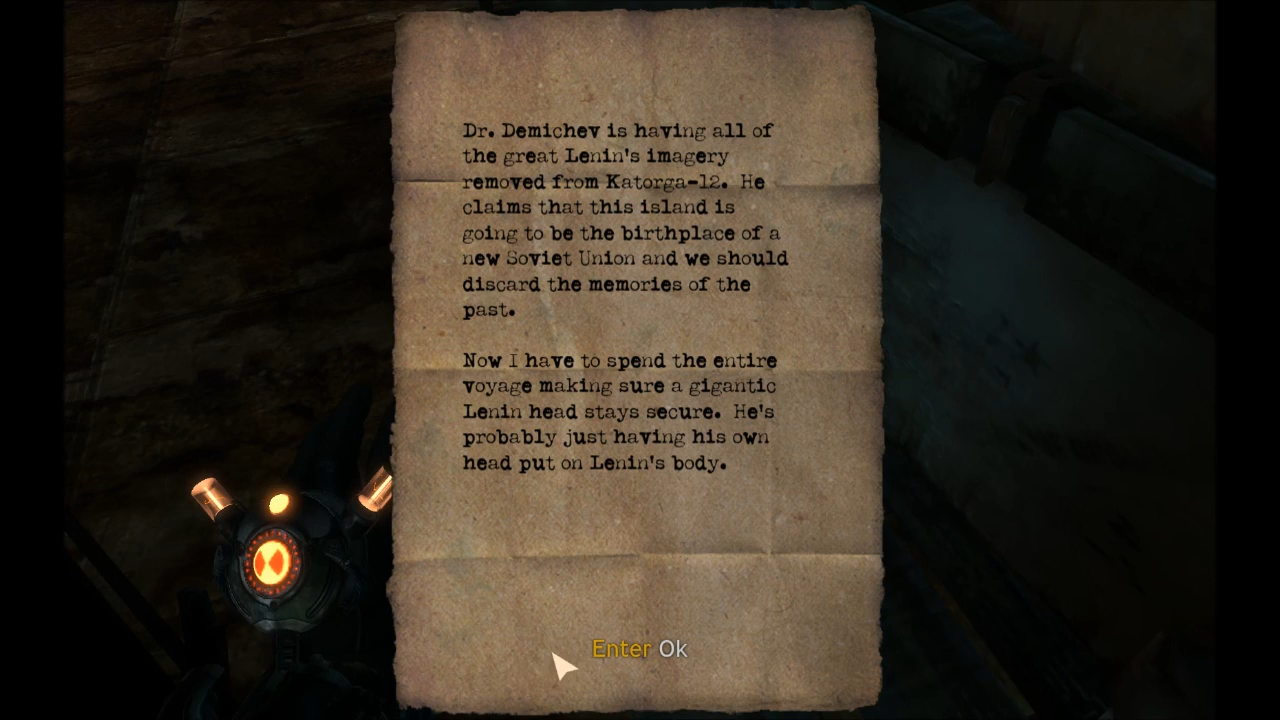 Dr. Demichev is having all of
the great Lenin's imagery
removed from Katorga-12. He
claims that this island is
going to be the birthplace of a
new Soviet Union and we should
discard the memories of the
past.
Now I have to spend the entire
voyage making sure a gigantic
Lenin head stays secure. He's
probably just having his own
head put on Lenin's body.
Enter Ok